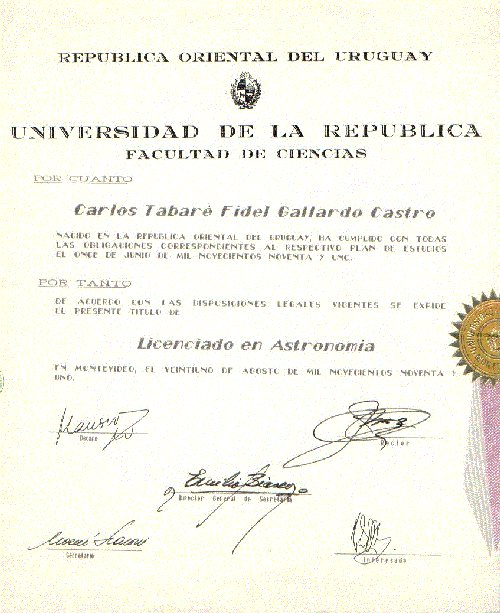 REPUBLICA ORIENTAL DEL URUGUAY
UNIVERSIDAD DE LA REPUBLICA
FACULTAD DE CIENCIAS
POR CUANTO
Carlos Tabaré Fidel Gallardo Castro
NACIDO EN LA REPUBLICA ORIENTAL DEL URUGUAY, HA CUMPLIDO CON TODAS
LAS OBLIGACIONES CORRESPONDIENTES AL RESPECTIVO PLAN DE ESTUDIOS
EL ONCE DE JUNIO DE MIL NOVECIENTOS NOVENTA Y UNO.
POR TANTO
DE ACUERDO CON LAS DISPOSICIONES LEGALES VIGENTES SE EXPIDE
EL PRESENTE TITULO DE
Licenciado en Astronomia
EN MONTEVIDEO, EL VEINTIUNO DE AGOSTO DE MIL NOVECIENTOS NOVENTA Y
UNO.
Decano
Rector
Director General de Secretaría
Secretario
Interesado